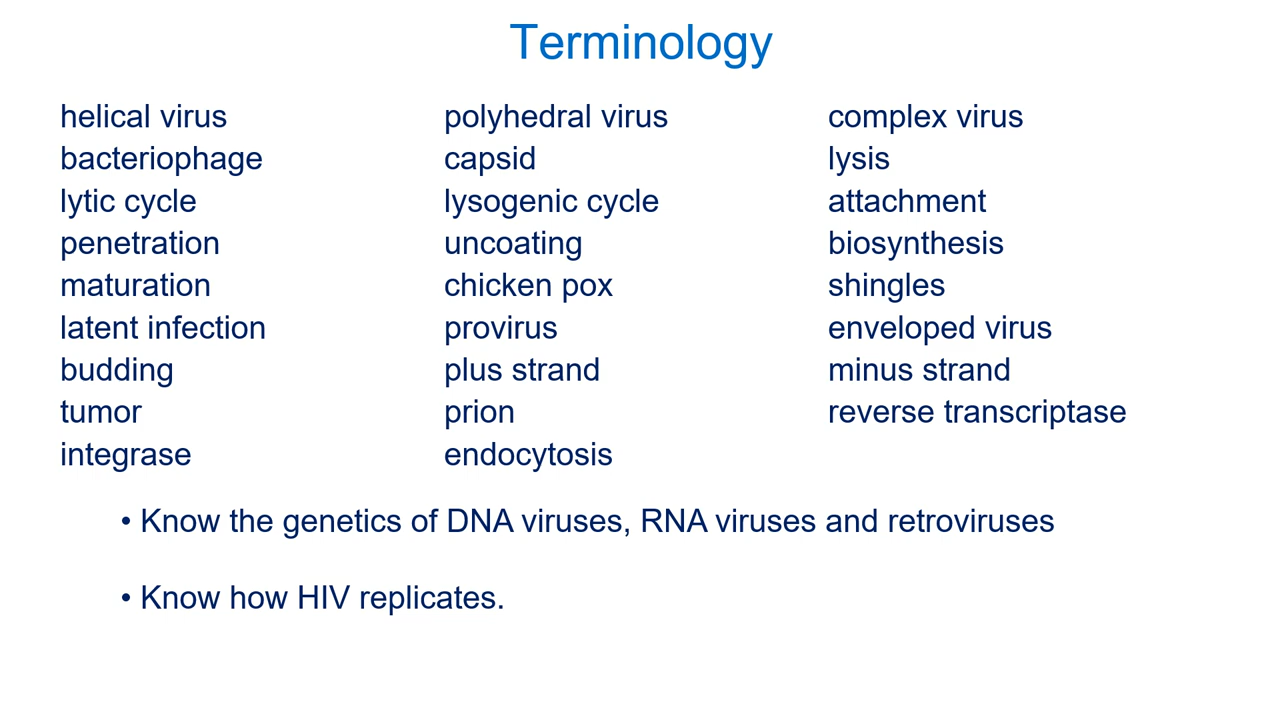 Terminology
helical virus polyhedral virus complex virus
bacteriophage capsid lysis
lytic cycle lysogenic cycle attachment
penetration uncoating biosynthesis
maturation chicken pox shingles
latent infection provirus enveloped virus
budding plus strand minus strand
tumor prion reverse transcriptase
integrase endocytosis
• Know the genetics of DNA viruses, RNA viruses and retroviruses
• Know how HIV replicates.